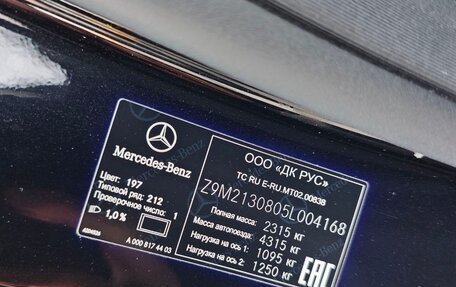 Mercedes-Benz
Цвет: 197
Типовой ряд: 212
Проверочное число: 1
1,0%
A 000 817 44 03
ООО «ДК РУС»
ТС RU E-RU.MT02.00838
Z9M2130805L004168
Полная масса: 2315 кг
Масса автопоезда: 4315 кг
Нагрузка на ось 1: 1095 кг
Нагрузка на ось 2: 1250 кг
EAC